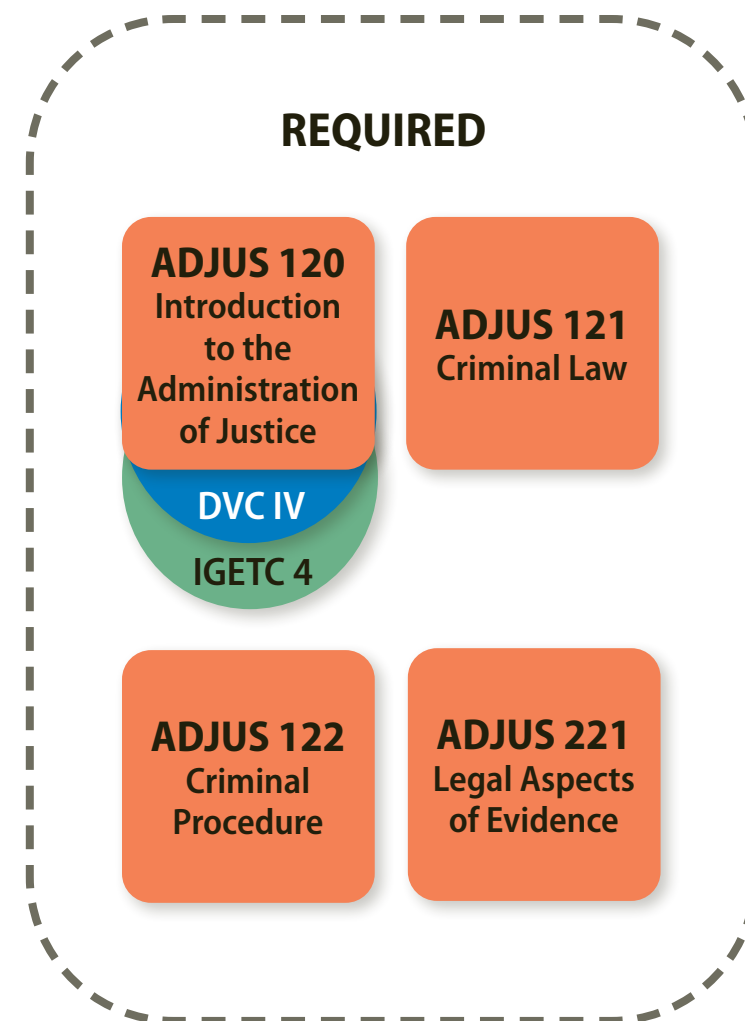 REQUIRED
ADJUS 120
Introduction
to the
Administration
of Justice
DVC IV
IGETC 4
ADJUS 121
Criminal Law
ADJUS 122
Criminal
Procedure
ADJUS 221
Legal Aspects
of Evidence